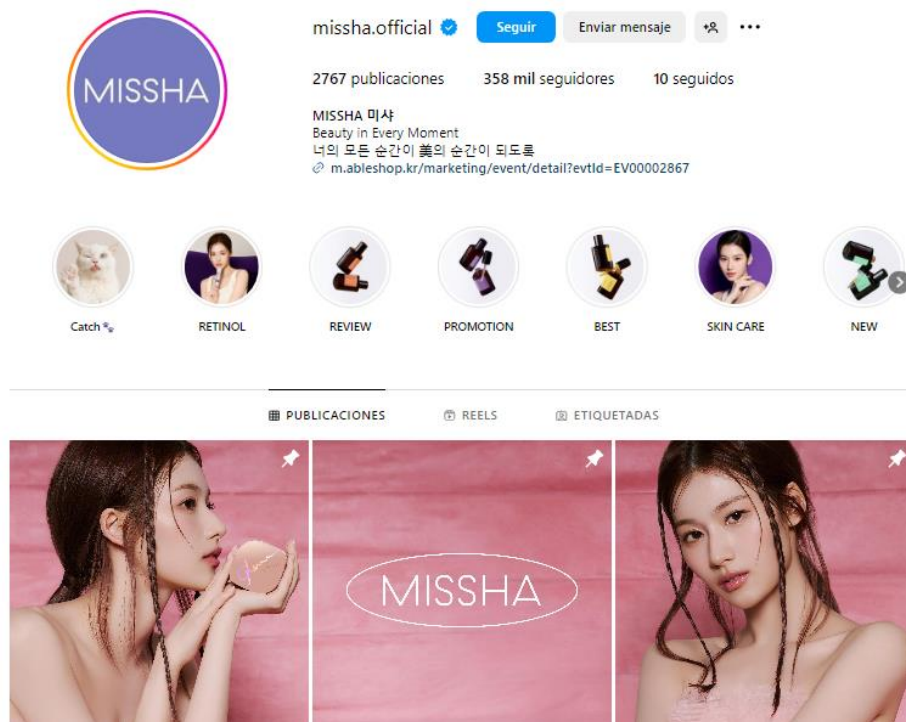 MISSHA
missha.official
Seguir
Enviar mensaje
2767 publicaciones 358 mil seguidores 10 seguidos
MISSHA 미샤
Beauty in Every Moment
너의 모든 순간이 美의 순간이 되도록
m.ableshop.kr/marketing/event/detail?evtId=EV00002867
Catch
RETINOL
REVIEW
PROMOTION
BEST
SKIN CARE
NEW
PUBLICACIONES
REELS
ETIQUETADAS
MISSHA